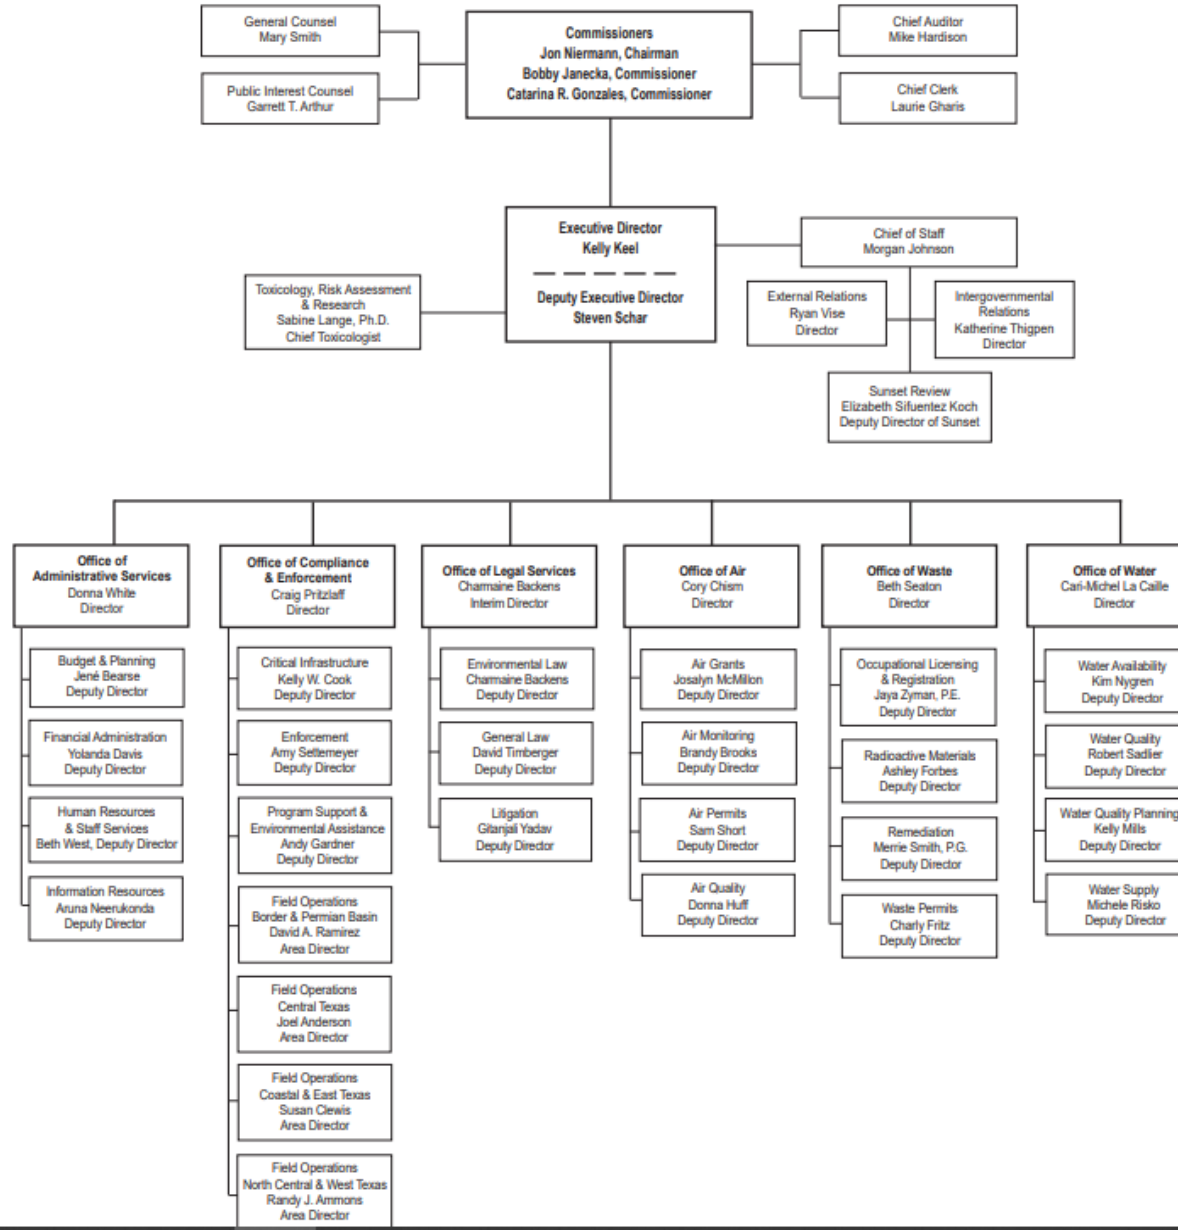 General Counsel
Mary Smith
Public Interest Counsel
Garrett T. Arthur
Commissioners
Jon Niermann, Chairman
Bobby Janecka, Commissioner
Catarina R. Gonzales, Commissioner
Chief Auditor
Mike Hardison
Chief Clerk
Laurie Gharis
Executive Director
Kelly Keel
Deputy Executive Director
Steven Schar
Toxicology, Risk Assessment
& Research
Sabine Lange, Ph.D.
Chief Toxicologist
Chief of Staff
Morgan Johnson
External Relations
Ryan Vise
Director
Intergovernmental
Relations
Katherine Thigpen
Director
Sunset Review
Elizabeth Sifuentez Koch
Deputy Director of Sunset
Office of
Administrative Services
Donna White
Director
Budget & Planning
Jené Bearse
Deputy Director
Financial Administration
Yolanda Davis
Deputy Director
Human Resources
& Staff Services
Beth West, Deputy Director
Information Resources
Aruna Neerukonda
Deputy Director
Office of Compliance
& Enforcement
Craig Pritzlaff
Director
Critical Infrastructure
Kelly W. Cook
Deputy Director
Enforcement
Amy Settemeyer
Deputy Director
Program Support &
Environmental Assistance
Andy Gardner
Deputy Director
Field Operations
Border & Permian Basin
David A. Ramirez
Area Director
Field Operations
Central Texas
Joel Anderson
Area Director
Field Operations
Coastal & East Texas
Susan Clewis
Area Director
Field Operations
North Central & West Texas
Randy J. Ammons
Area Director
Office of Legal Services
Charmaine Backens
Interim Director
Environmental Law
Charmaine Backens
Deputy Director
General Law
David Timberger
Deputy Director
Litigation
Gitanjali Yadav
Deputy Director
Office of Air
Cory Chism
Director
Air Grants
Josalyn McMillon
Deputy Director
Air Monitoring
Brandy Brooks
Deputy Director
Air Permits
Sam Short
Deputy Director
Air Quality
Donna Huff
Deputy Director
Office of Waste
Beth Seaton
Director
Occupational Licensing
& Registration
Jaya Zyman, P.E.
Deputy Director
Radioactive Materials
Ashley Forbes
Deputy Director
Remediation
Merrie Smith, P.G.
Deputy Director
Waste Permits
Charly Fritz
Deputy Director
Office of Water
Cari-Michel La Caille
Director
Water Availability
Kim Nygren
Deputy Director
Water Quality
Robert Sadlier
Deputy Director
Water Quality Planning
Kelly Mills
Deputy Director
Water Supply
Michele Risko
Deputy Director